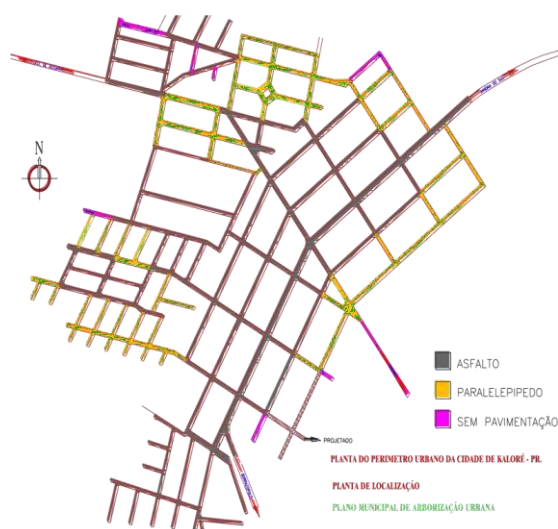 N
ASFALTO
PARALELEPIPEDO
SEM PAVIMENTAÇÃO
PROJETADO
PLANTA DO PERIMETRO URBANO DA CIDADE DE KALORÉ - PR.
PLANTA DE LOCALIZAÇÃO
PLANO MUNICIPAL DE ARBORIZAÇÃO URBANA